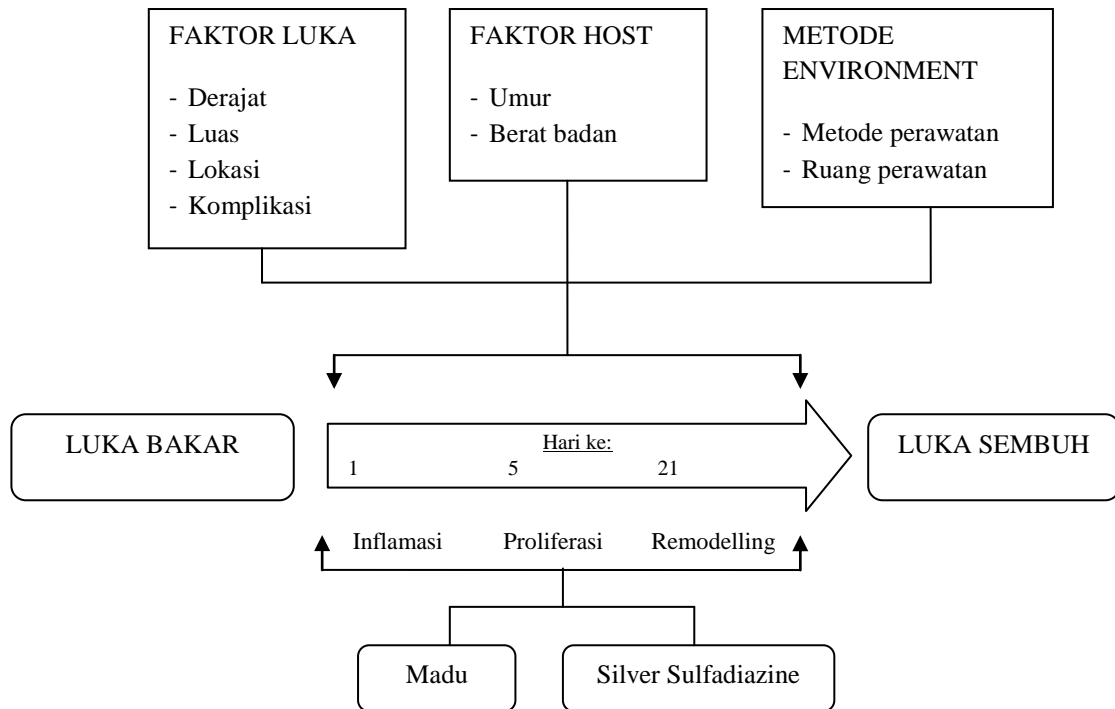 FAKTOR LUKA
- Derajat
- Luas
- Lokasi
- Komplikasi
FAKTOR HOST
- Umur
- Berat badan
METODE
ENVIRONMENT
- Metode perawatan
- Ruang perawatan
LUKA BAKAR
Hari ke:
1 5 21
LUKA SEMBUH
Inflamasi Proliferasi Remodelling
Madu
Silver Sulfadiazine